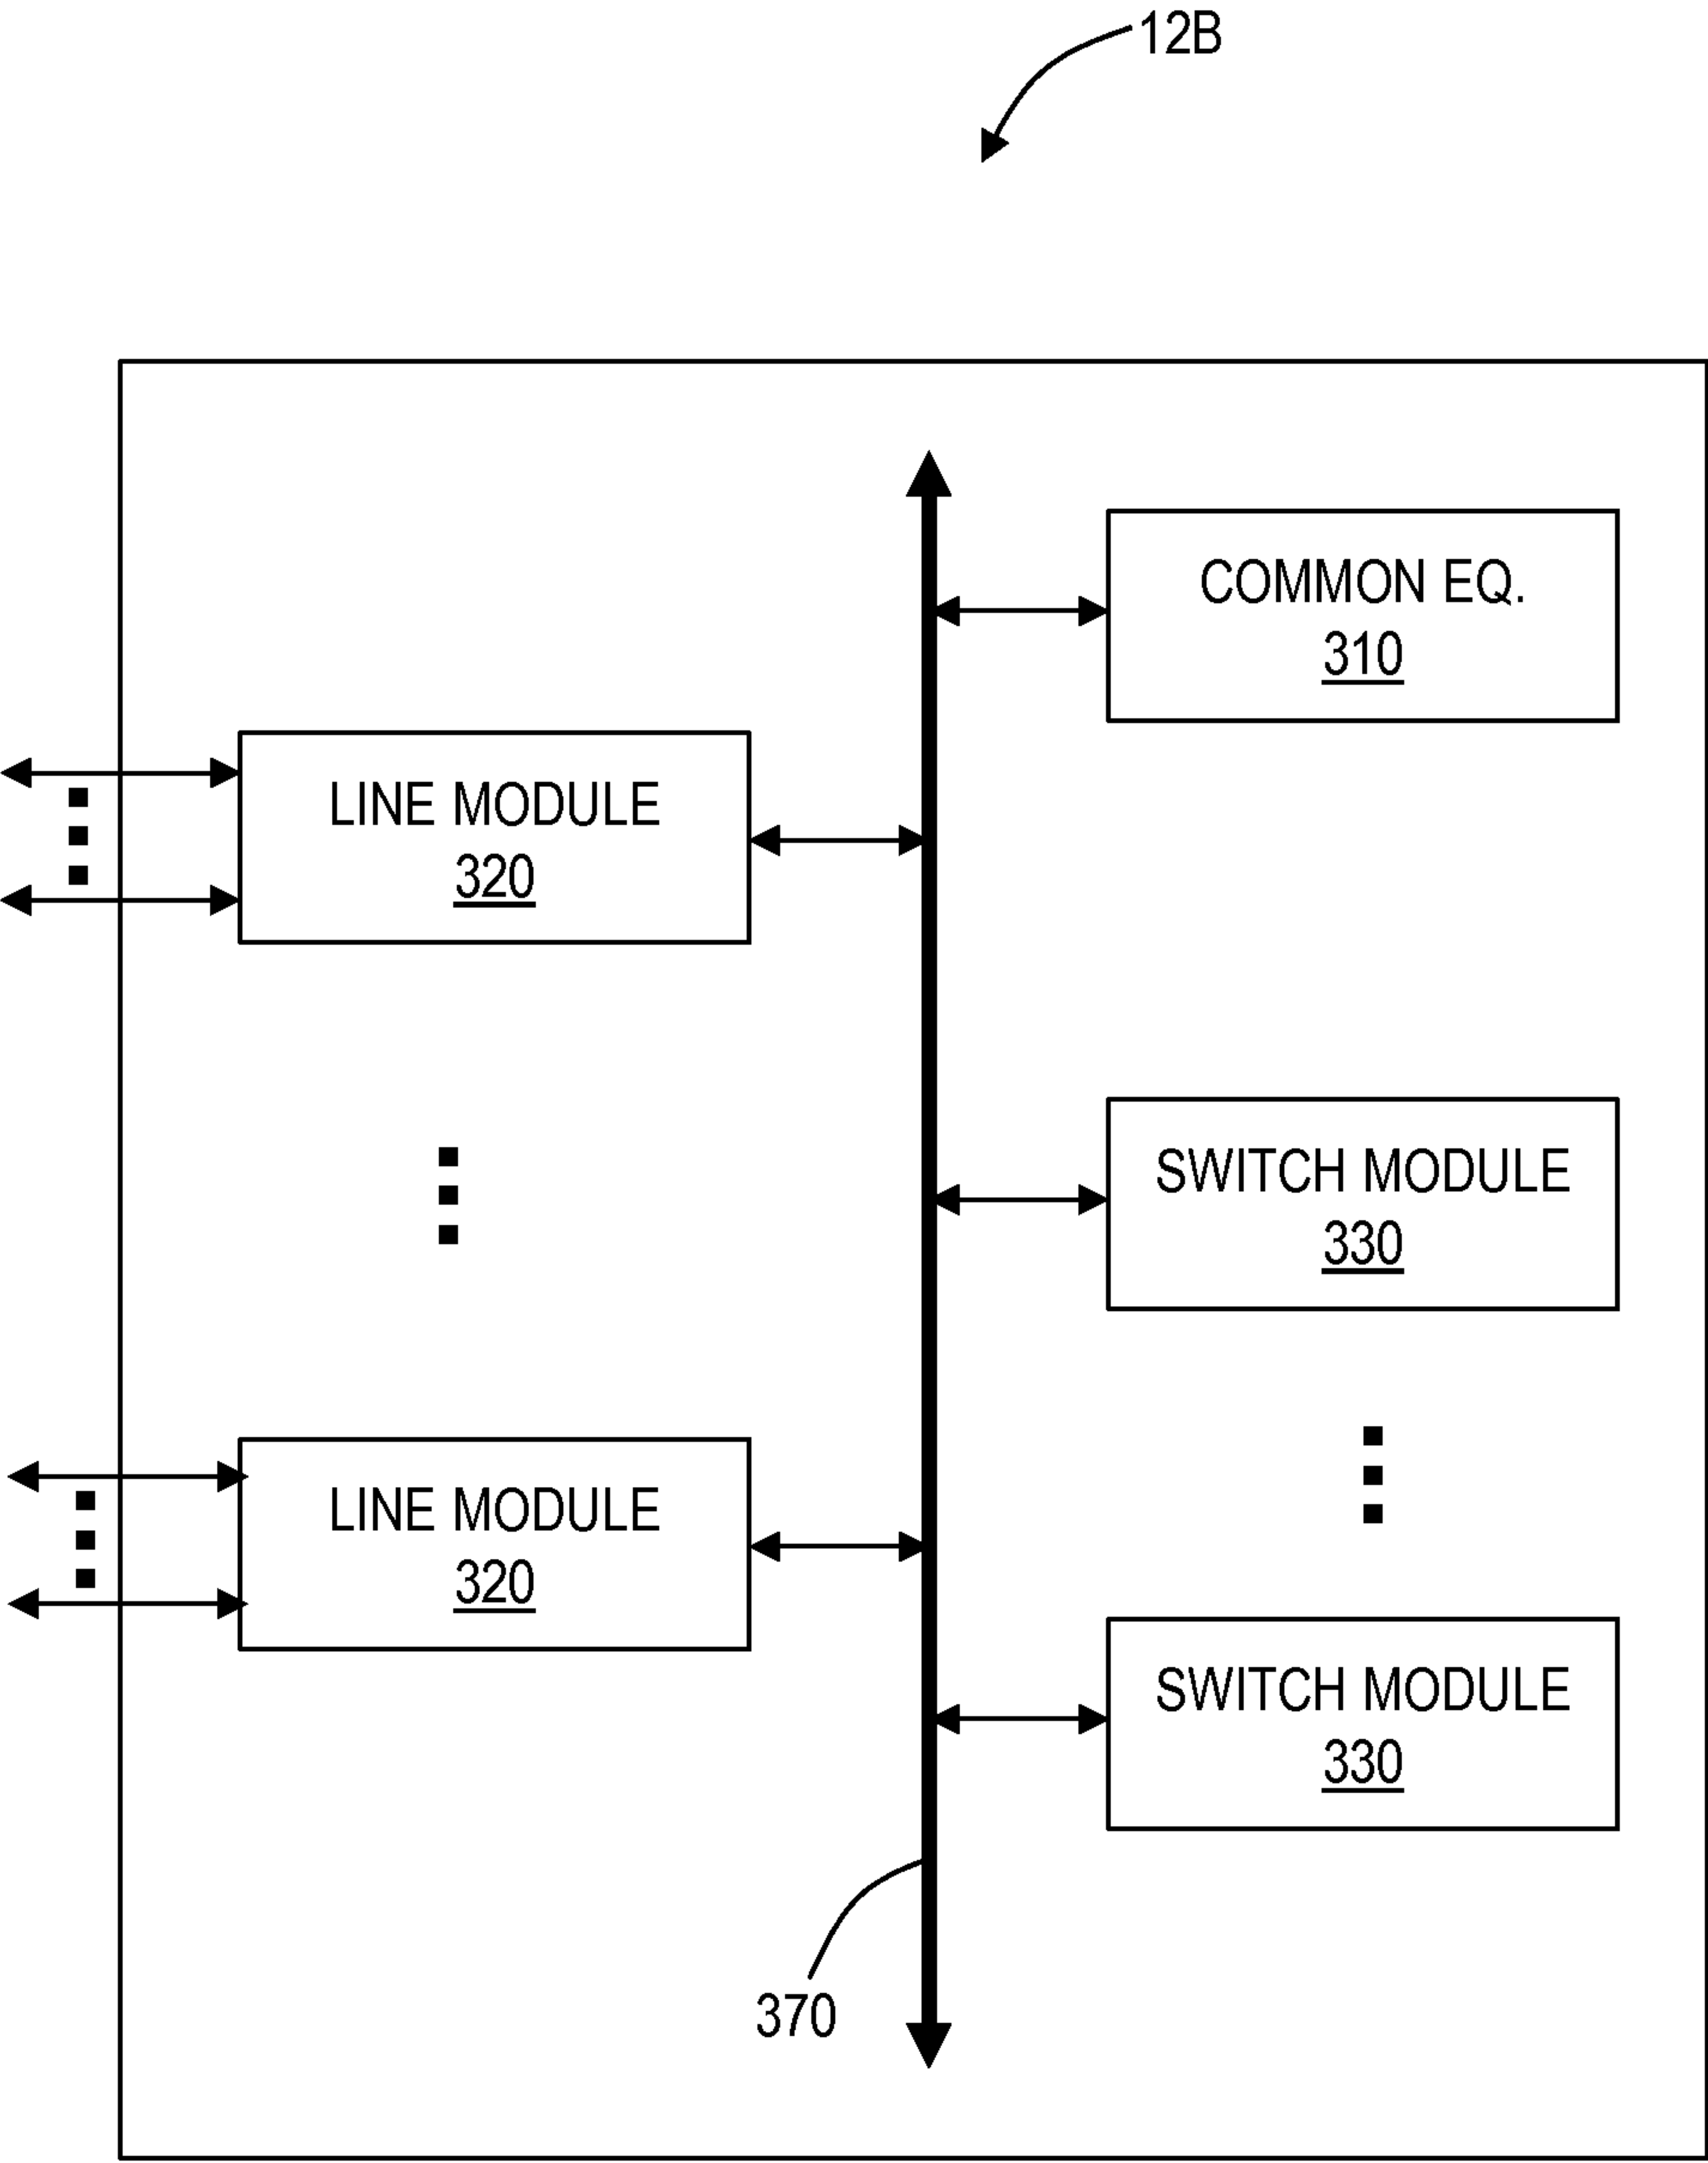 12B
COMMON EQ.
310
LINE MODULE
320
SWITCH MODULE
330
LINE MODULE
320
SWITCH MODULE
330
370